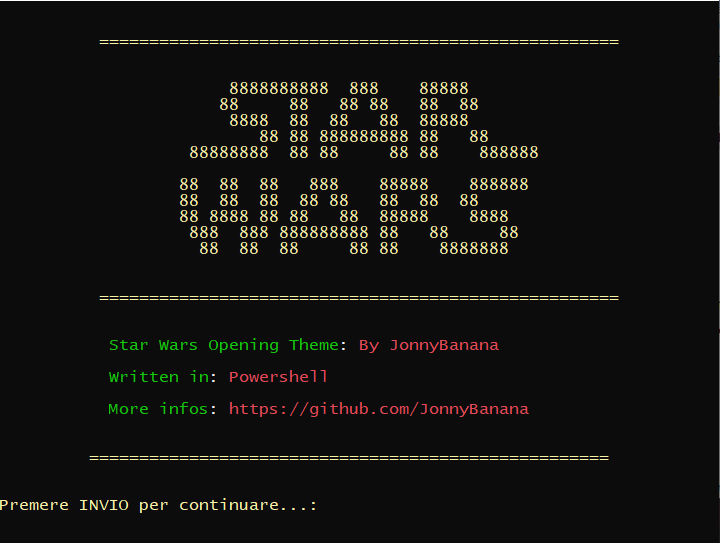 ====================================================
8888888888  888    88888
88     88   88 88   88  88
8888  88  88   88  88888
88 88 888888888 88   88
88888888  88 88     88 88    888888
88  88  88   888    88888    888888
88  88  88  88 88   88  88  88
88 8888 88 88   88  88888    8888
888  888 888888888 88   88     88
88  88  88     88 88    8888888
====================================================
Star Wars Opening Theme: By JonnyBanana
Written in: Powershell
More infos: https://github.com/JonnyBanana
====================================================
Premere INVIO per continuare...: